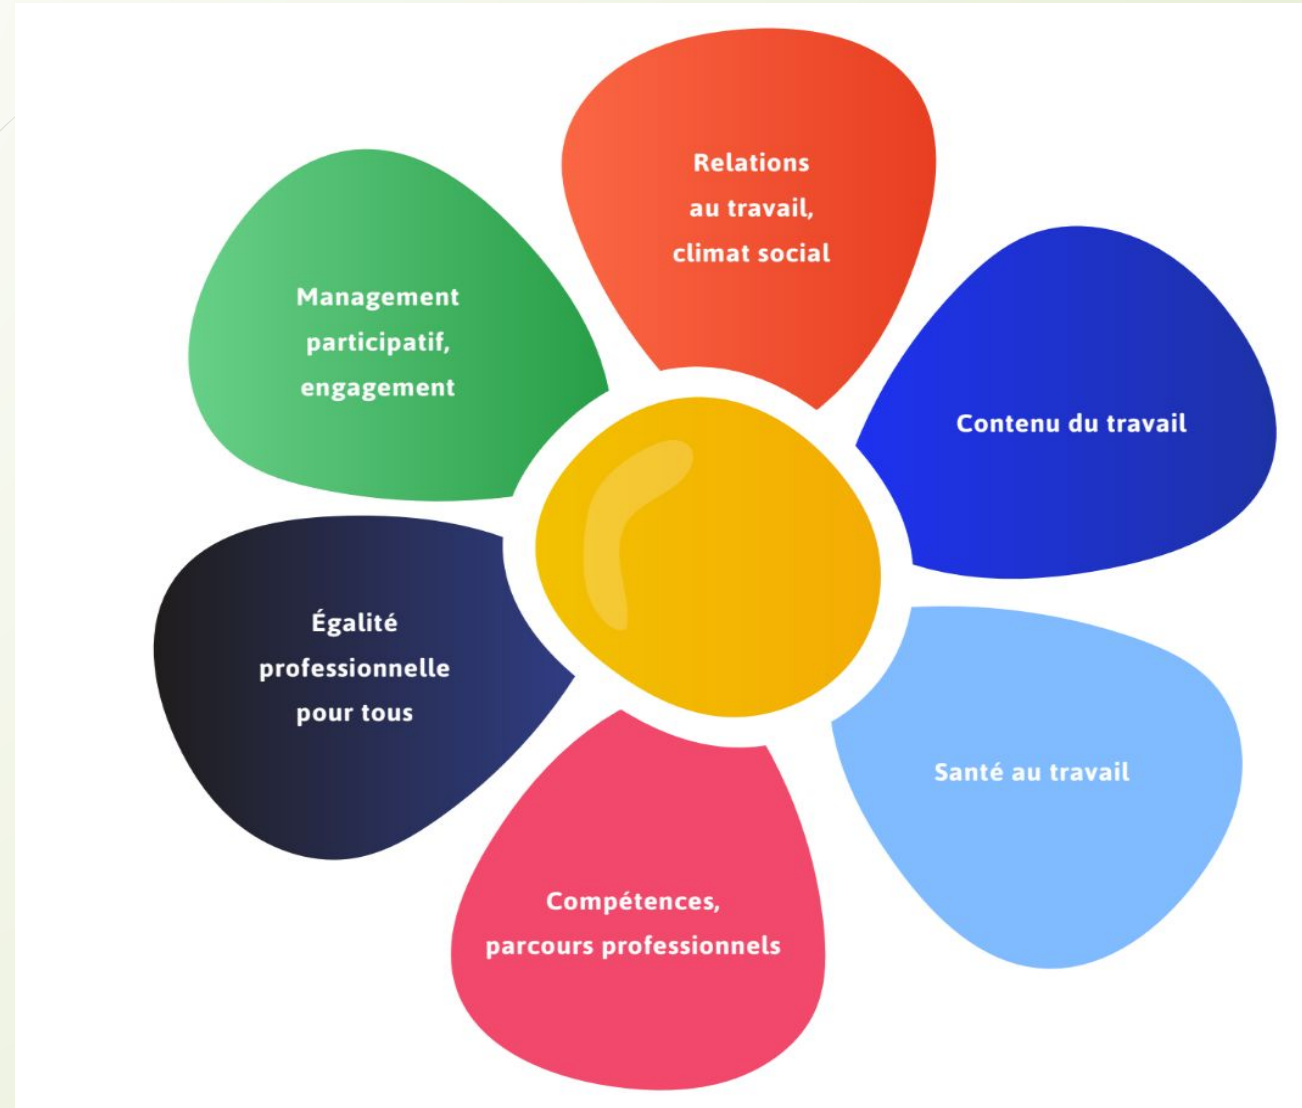 Relations
au travail,
climat social
Contenu du travail
Santé au travail
Compétences,
parcours professionnels
Égalité
professionnelle
pour tous
Management
participatif,
engagement